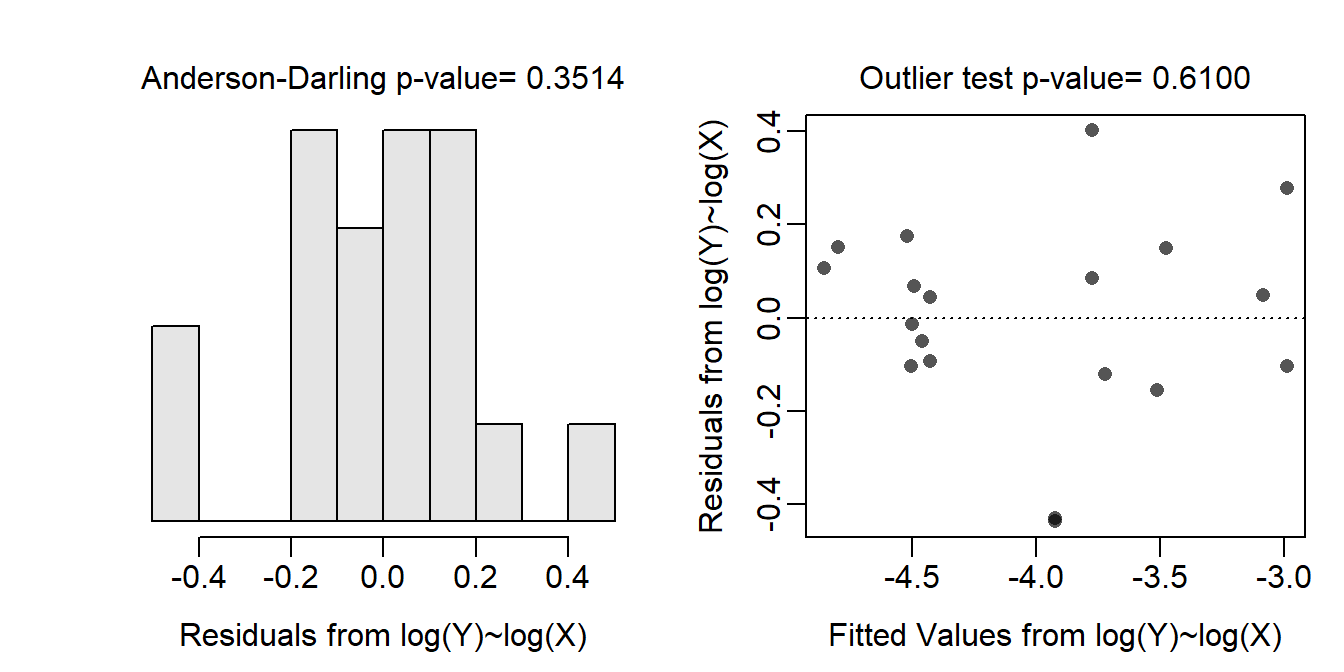 Anderson-Darling p-value= 0.3514
-0.4 -0.2 0.0 0.2 0.4
Residuals from log(Y)~log(X)
Outlier test p-value= 0.6100
Residuals from log(Y)~log(X)
0.4
0.2
0.0
-0.2
-0.4
-4.5 -4.0 -3.5 -3.0
Fitted Values from log(Y)~log(X)